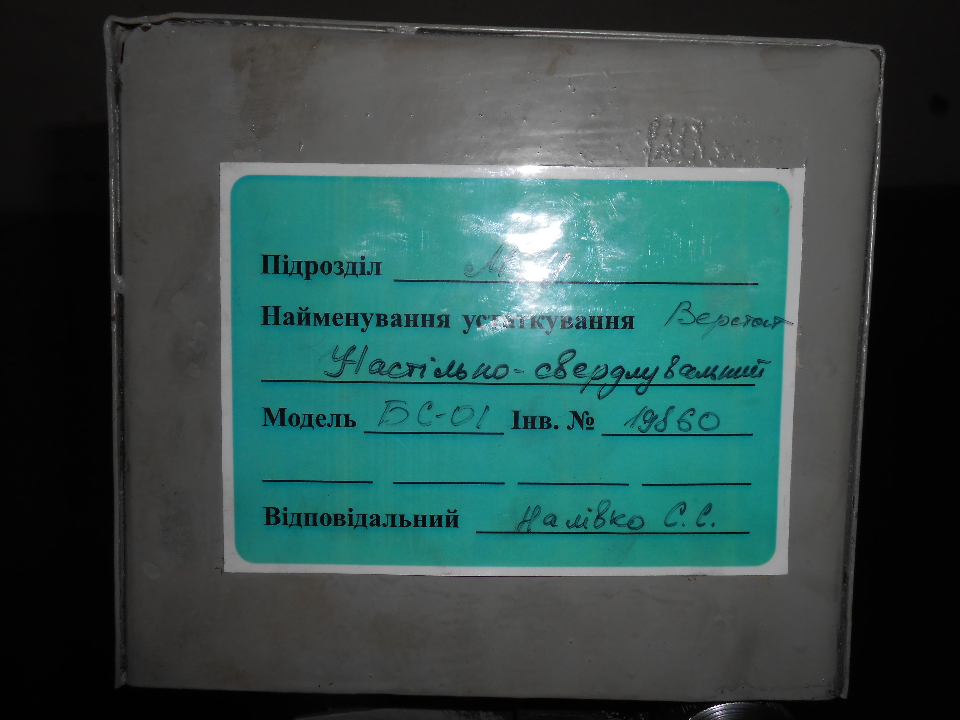 Підрозділ
Найменування устаткування Верстат
Настільно-свердлувальний
Модель БС-01 Інв. № 19860
Відповідальний Налівко С.С.